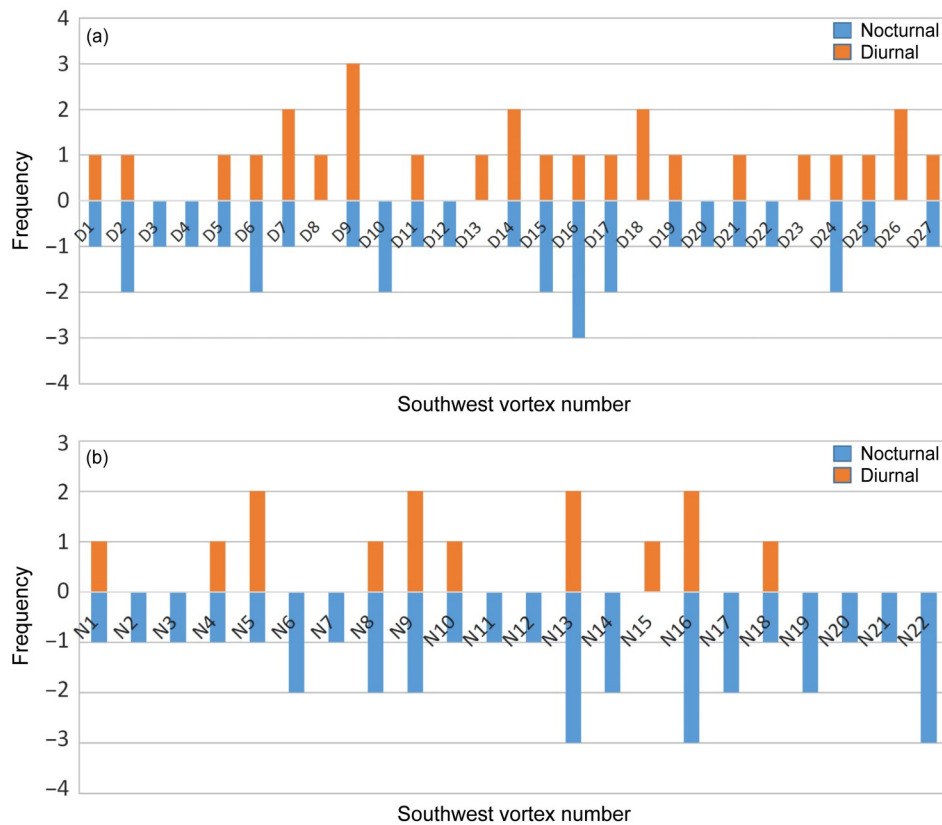 (a)
Nocturnal
Diurnal
Frequency
4
3
2
1
0
−1
−2
−3
−4
D1 D2 D3 D4 D5 D6 D7 D8 D9 D10 D11 D12 D13 D14 D15 D16 D17 D18 D19 D20 D21 D22 D23 D24 D25 D26 D27
Southwest vortex number
(b)
Nocturnal
Diurnal
Frequency
3
2
1
0
−1
−2
−3
−4
N1 N2 N3 N4 N5 N6 N7 N8 N9 N10 N11 N12 N13 N14 N15 N16 N17 N18 N19 N20 N21 N22
Southwest vortex number